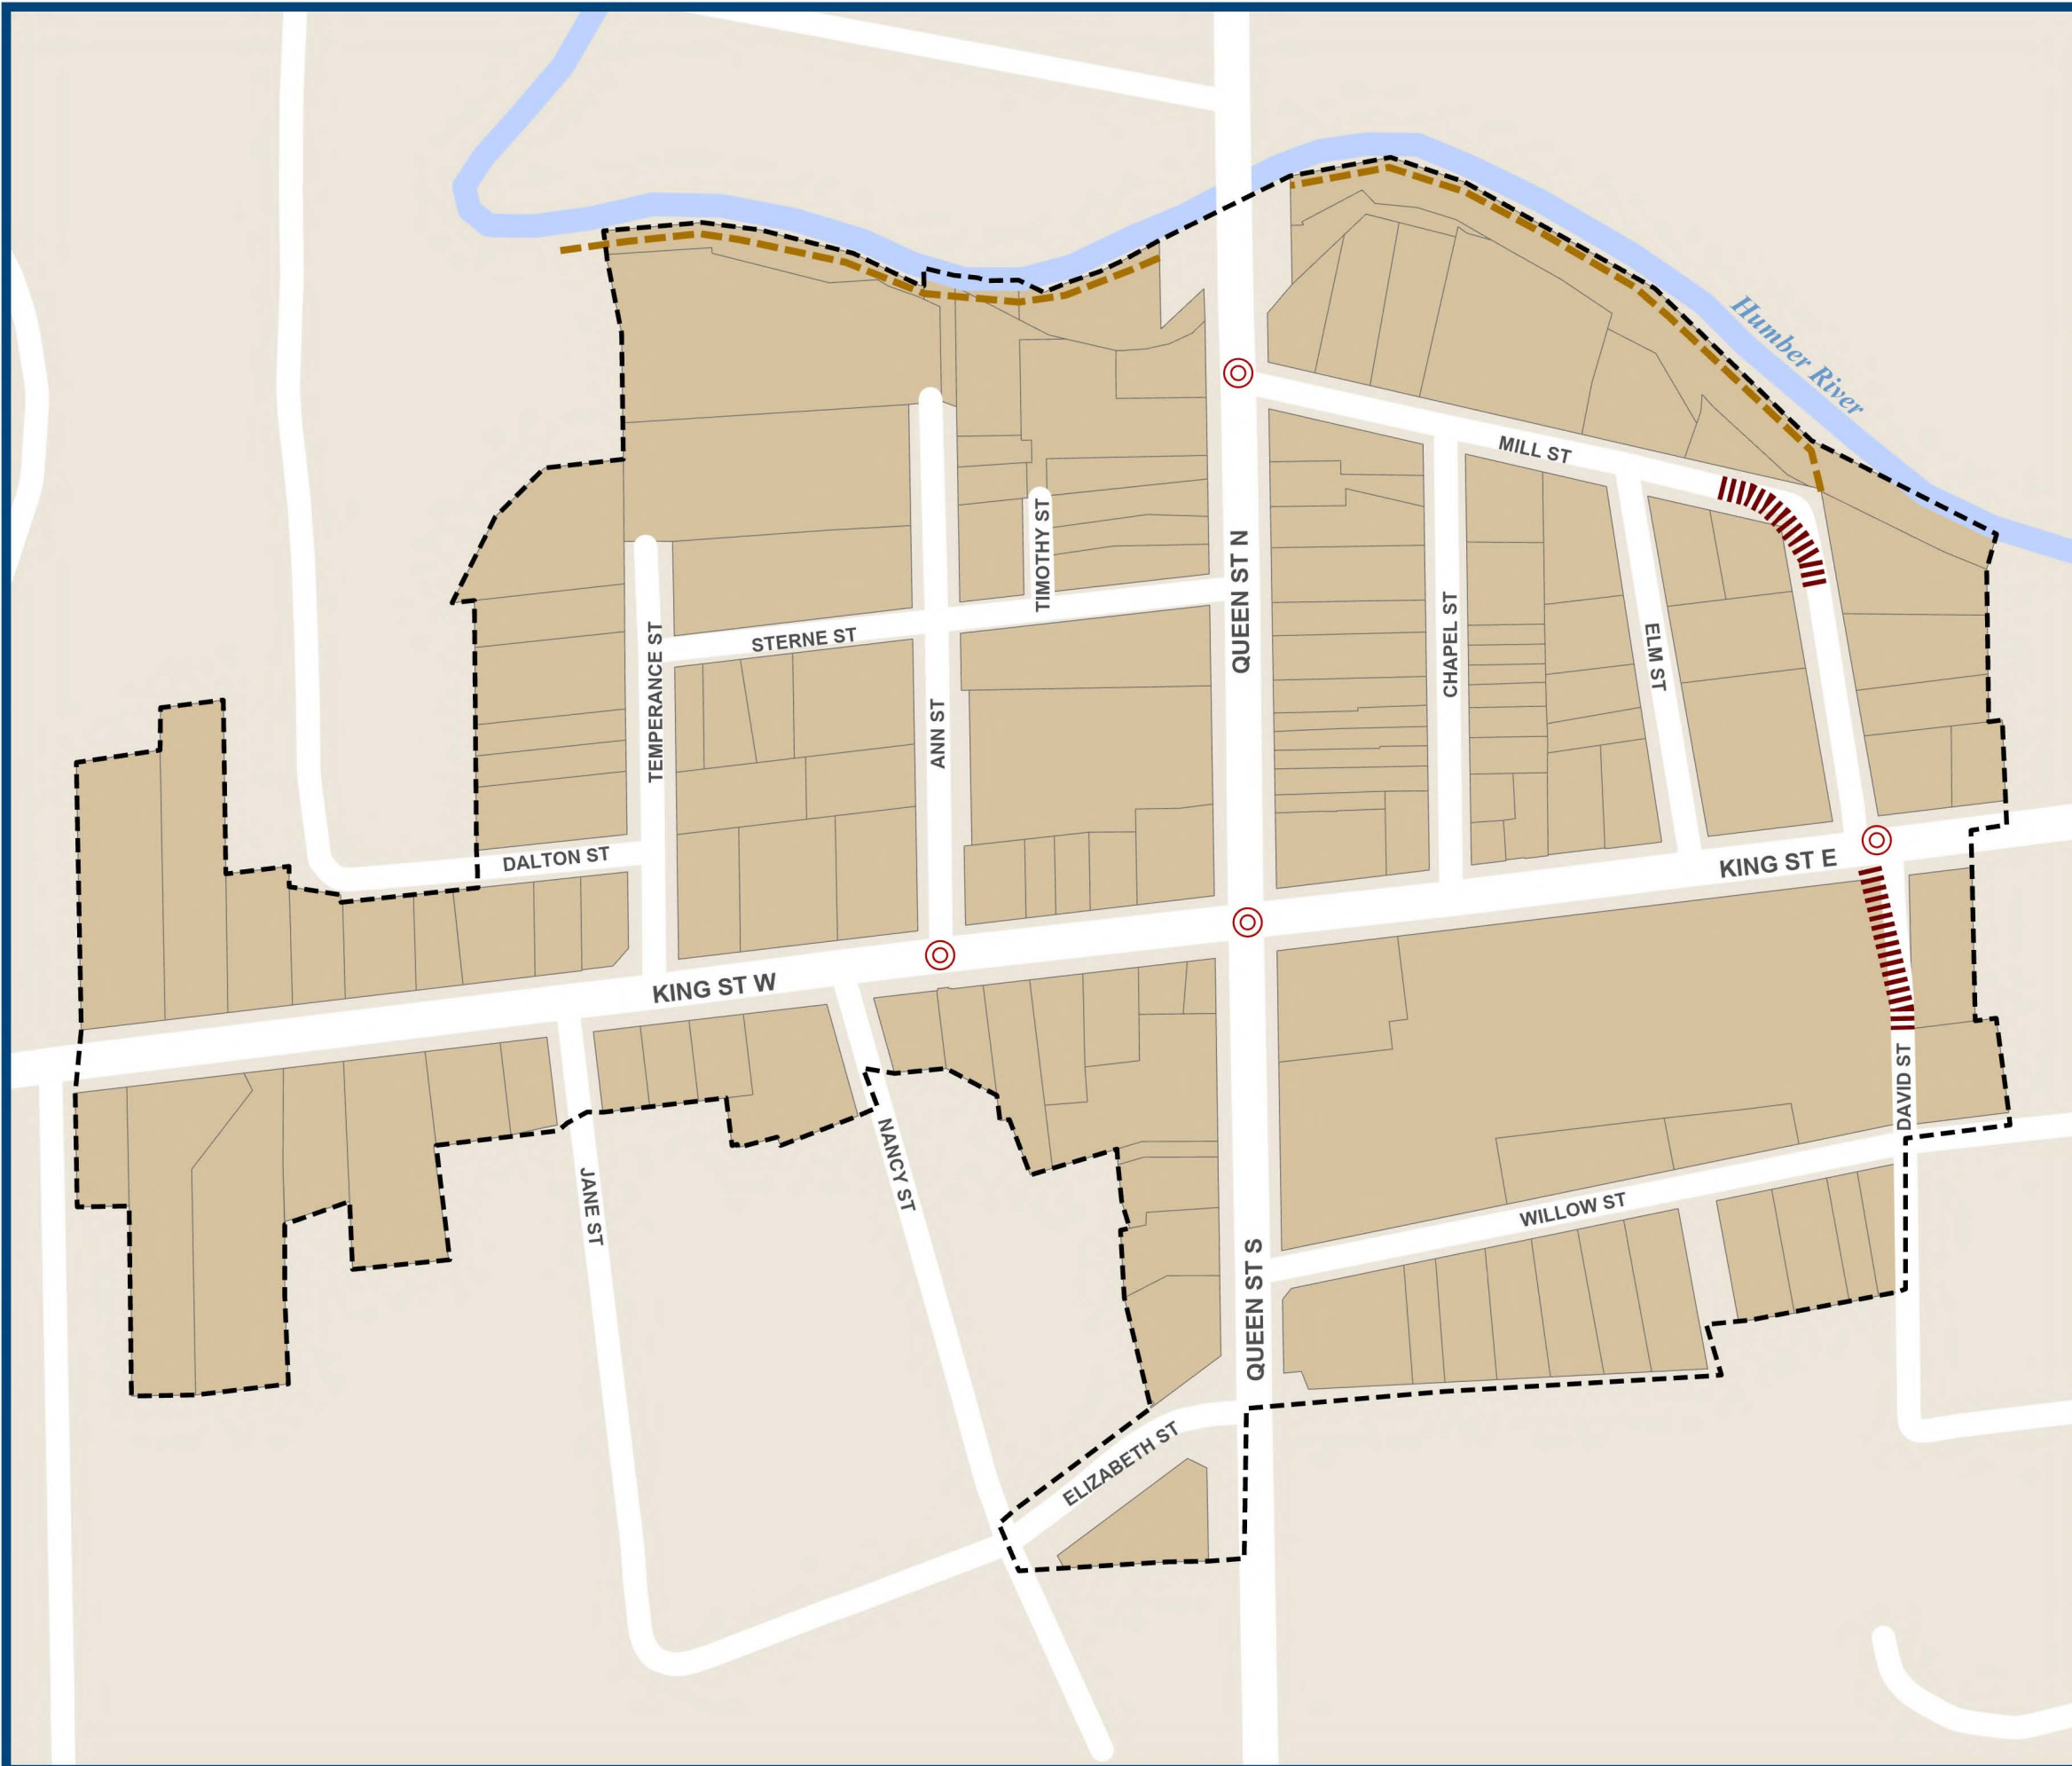 Humber River
MILL ST
TIMOTHY ST
QUEEN ST N
STERNE ST
TEMPERANCE ST
ANN ST
CHAPEL ST
ELM ST
DALTON ST
KING ST E
KING ST W
DAVID ST
JANE ST
NANCY ST
WILLOW ST
QUEEN ST S
ELIZABETH ST